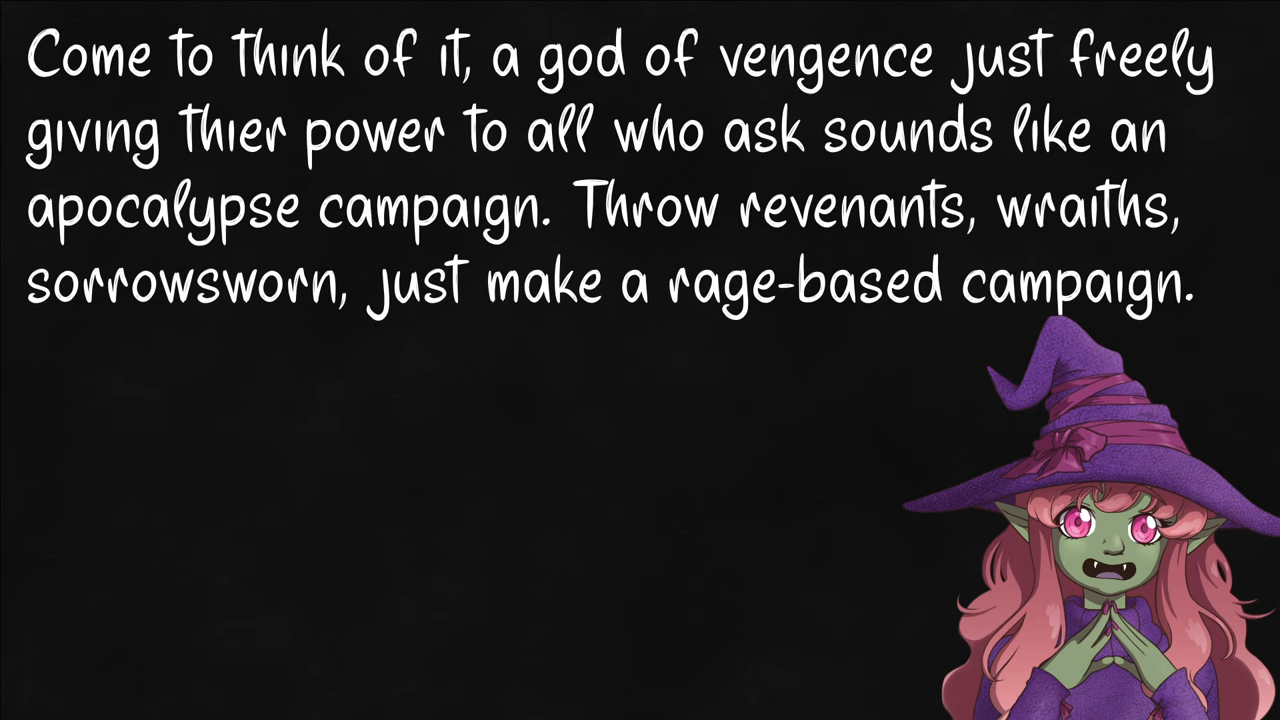 Come to think of it, a god of vengence just freely
giving thier power to all who ask sounds like an
apocalypse campaign. Throw revenants, wraiths,
sorrowsworn, just make a rage-based campaign.